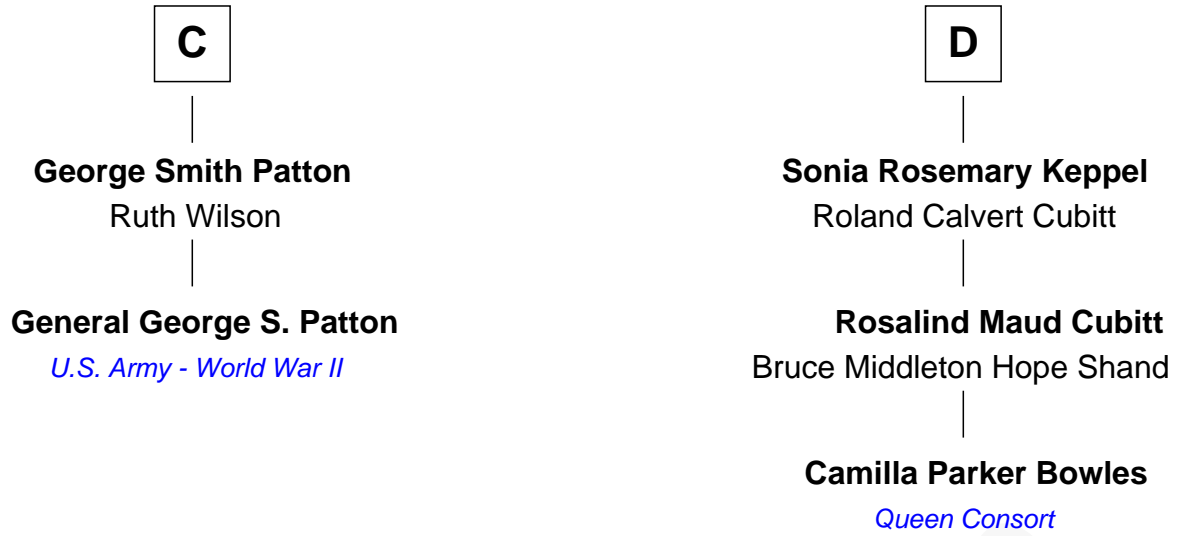 C
George Smith Patton
Ruth Wilson
General George S. Patton
U.S. Army - World War II
D
Sonia Rosemary Keppel
Roland Calvert Cubitt
Rosalind Maud Cubitt
Bruce Middleton Hope Shand
Camilla Parker Bowles
Queen Consort